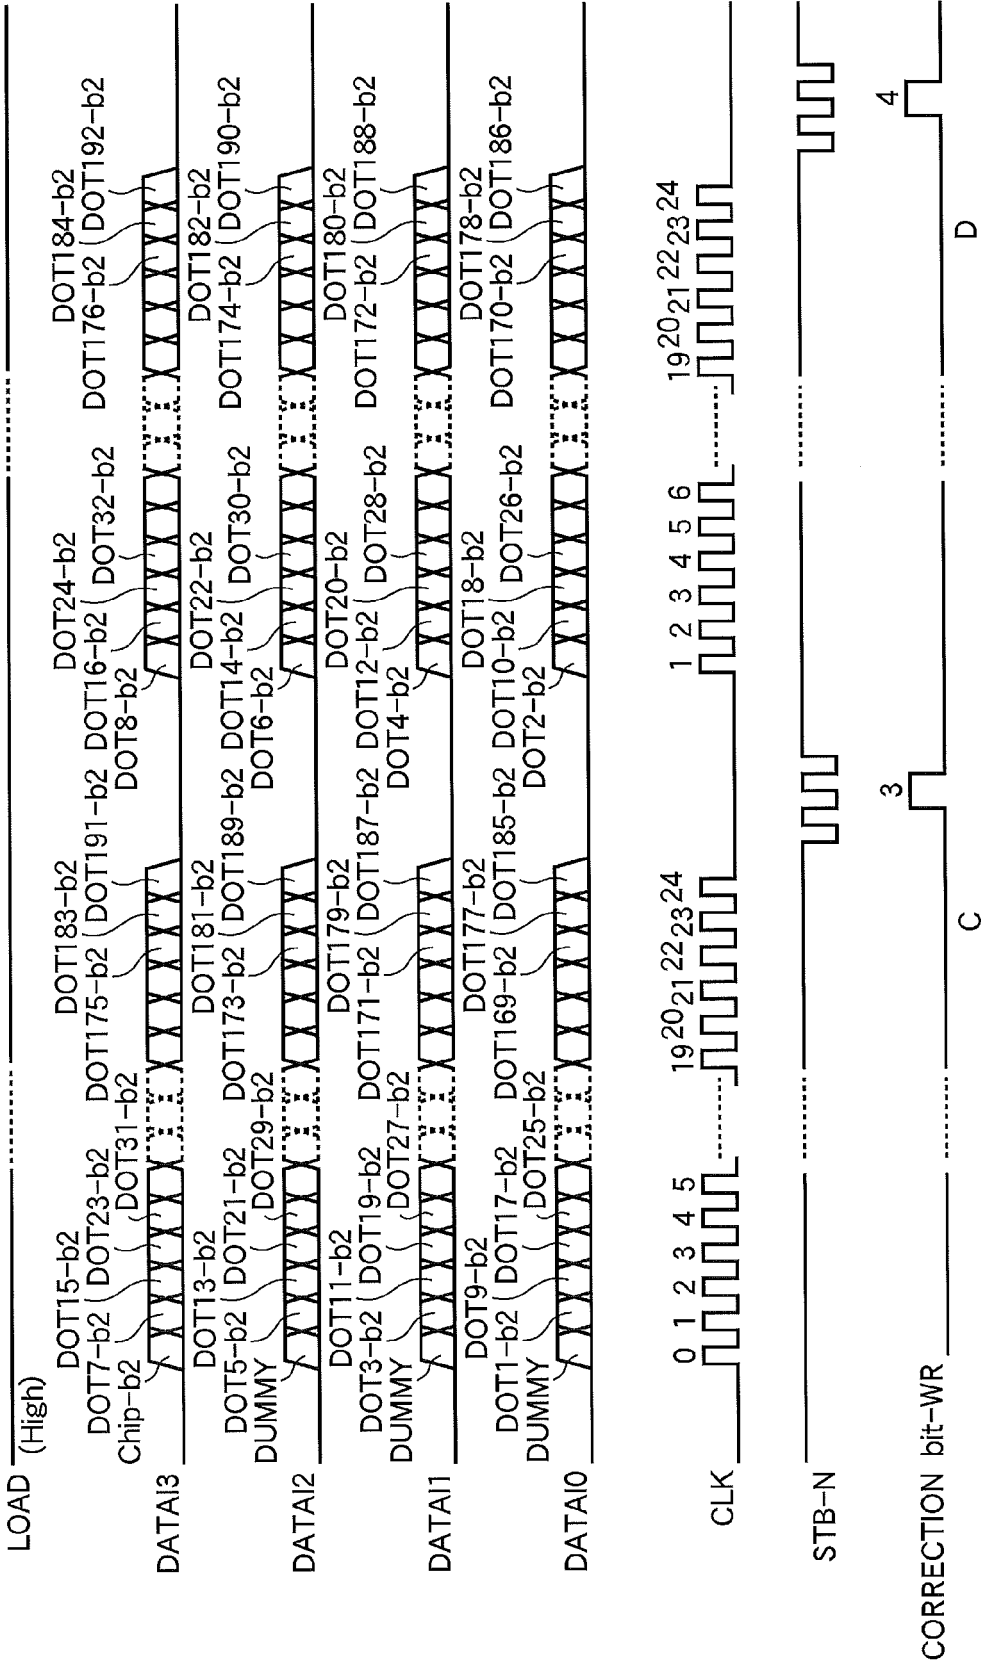 LOAD
(High)
DOT15-b2
DOT183-b2
DOT24-b2
DOT184-b2
DOT7-b2
DOT23-b2
DOT175-b2
DOT191-b2
DOT16-b2
DOT32-b2
DOT176-b2
DOT192-b2
Chip-b2
DOT31-b2
DOT8-b2
DATAI3
DOT13-b2
DOT181-b2
DOT22-b2
DOT182-b2
DOT5-b2
DOT21-b2
DOT173-b2
DOT189-b2
DOT14-b2
DOT30-b2
DOT174-b2
DOT190-b2
DUMMY
DOT29-b2
DOT6-b2
DATAI2
DOT11-b2
DOT179-b2
DOT20-b2
DOT180-b2
DOT3-b2
DOT19-b2
DOT171-b2
DOT187-b2
DOT12-b2
DOT28-b2
DOT172-b2
DOT188-b2
DUMMY
DOT27-b2
DOT4-b2
DATAI1
DOT9-b2
DOT177-b2
DOT18-b2
DOT178-b2
DOT1-b2
DOT17-b2
DOT169-b2
DOT185-b2
DOT10-b2
DOT26-b2
DOT170-b2
DOT186-b2
DUMMY
DOT25-b2
DOT2-b2
DATAI0
0 1 2 3 4 5 19 20 21 22 23 24 1 2 3 4 5 6 19 20 21 22 23 24
CLK
STB-N
3 4
CORRECTION bit-WR
C D